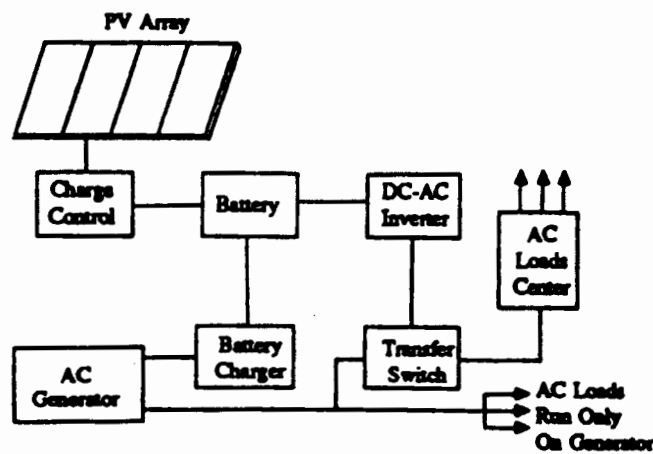 PV Array
Charge
Control
Battery
DC-AC
Inverter
AC
Loads
Center
AC
Generator
Battery
Charger
Transfer
Switch
AC Loads
Run Only
On Generator